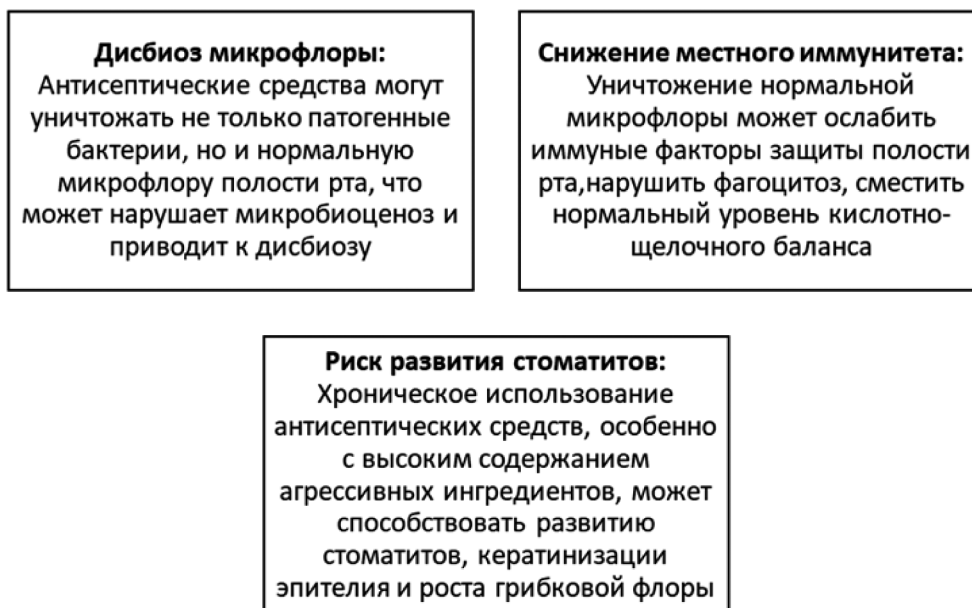 Дисбиоз микрофлоры:
Антисептические средства могут
уничтожать не только патогенные
бактерии, но и нормальную
микрофлору полости рта, что
может нарушает микробиоценоз и
приводит к дисбиозу
Снижение местного иммунитета:
Уничтожение нормальной
микрофлоры может ослабить
иммуные факторы защиты полости
рта,нарушить фагоцитоз, сместить
нормальный уровень кислотно-
щелочного баланса
Риск развития стоматитов:
Хроническое использование
антисептических средств, особенно
с высоким содержанием
агрессивных ингредиентов, может
способствовать развитию
стоматитов, кератинизации
эпителия и роста грибковой флоры